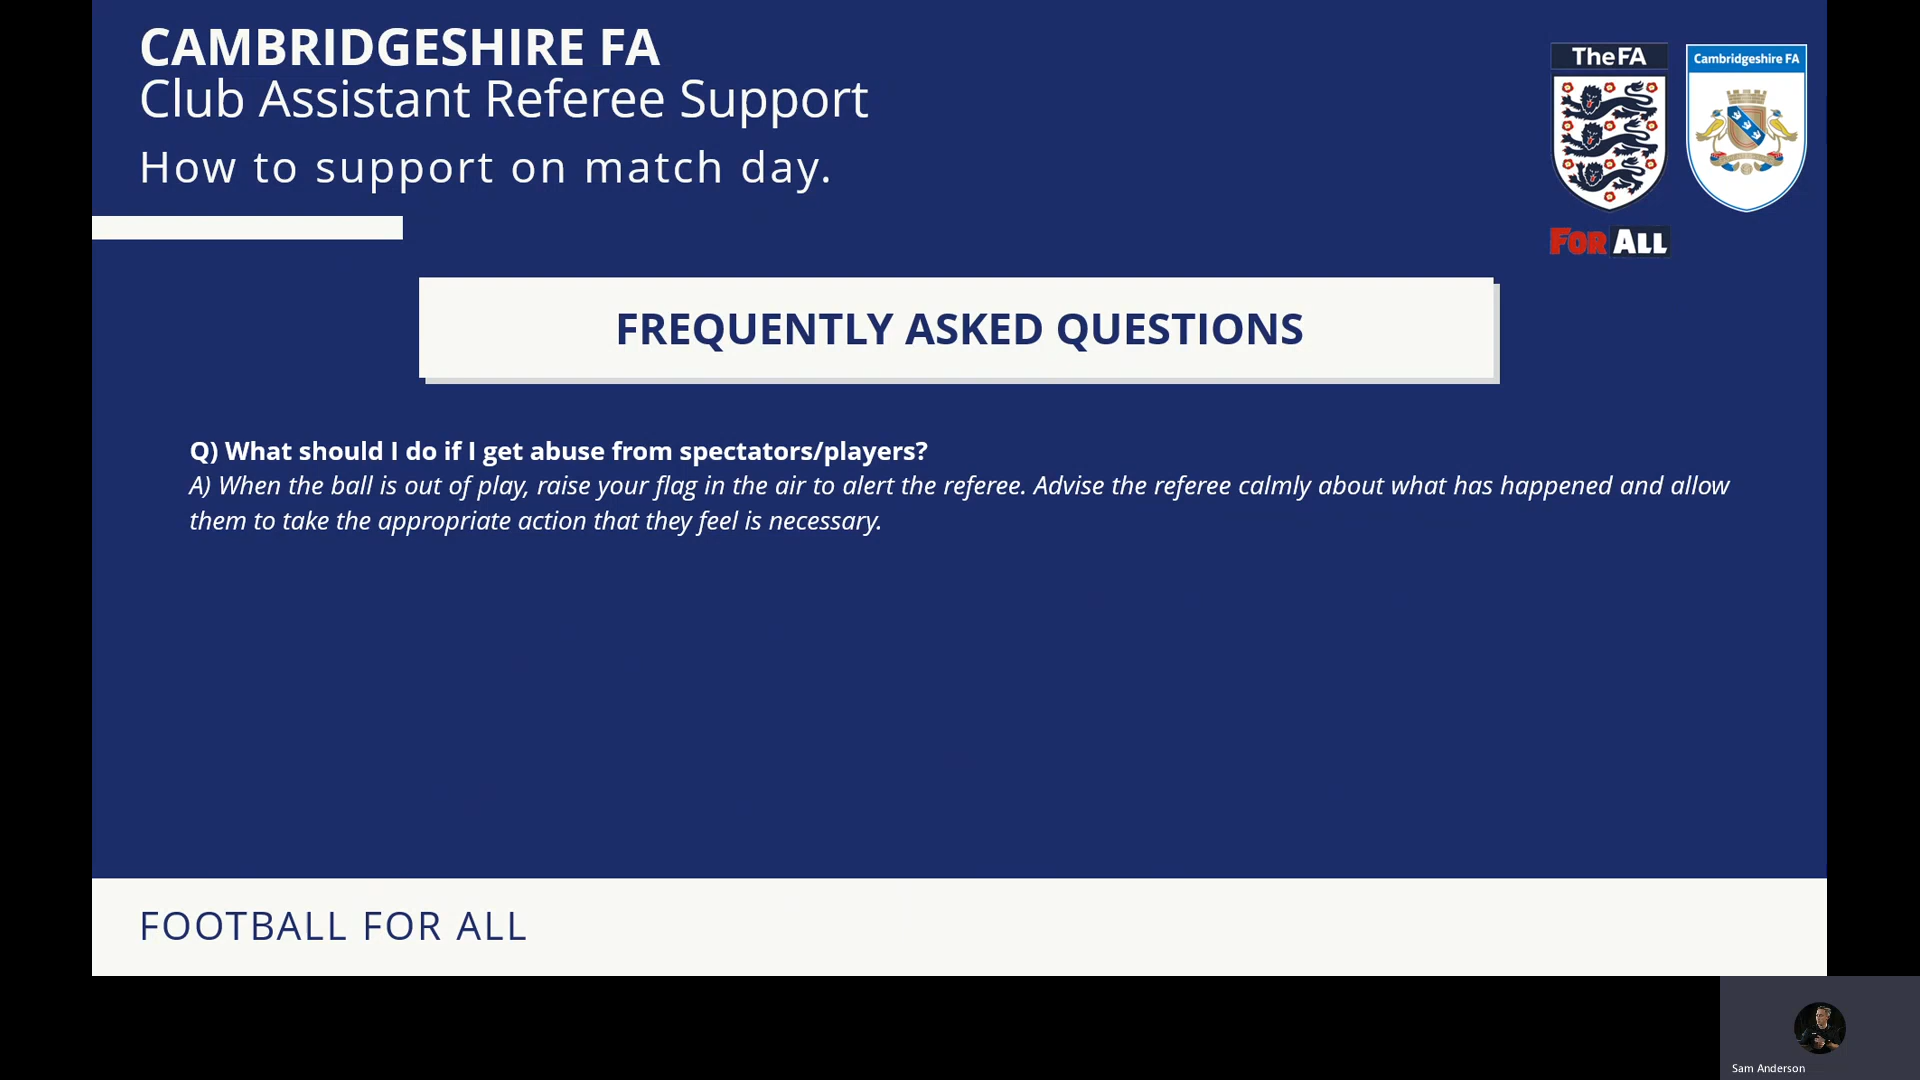 CAMBRIDGESHIRE FA
Club Assistant Referee Support
How to support on match day.
The FA
Cambridgeshire FA
FOR ALL
FREQUENTLY ASKED QUESTIONS
Q) What should I do if I get abuse from spectators/players?
A) When the ball is out of play, raise your flag in the air to alert the referee. Advise the referee calmly about what has happened and allow
them to take the appropriate action that they feel is necessary.
FOOTBALL FOR ALL
Sam Anderson